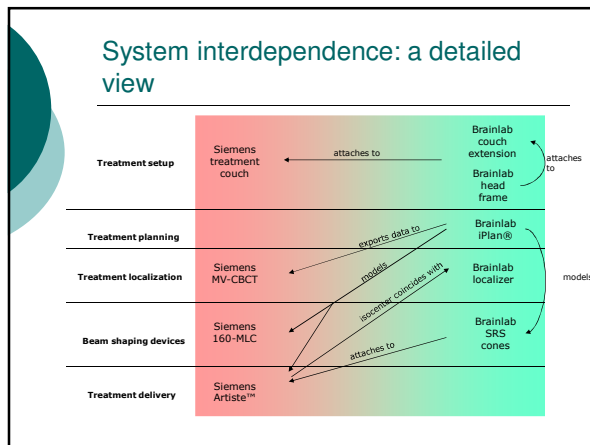 System interdependence: a detailed
view
Treatment setup
Siemens
treatment
couch
attaches to
Brainlab
couch
extension
Brainlab
head
frame
attaches
to
Treatment planning
exports data to
Brainlab
iPlan®
Treatment localization
Siemens
MV-CBCT
models
isocenter coincides with
Brainlab
localizer
models
Beam shaping devices
Siemens
160-MLC
attaches to
Brainlab
SRS
cones
Treatment delivery
Siemens
Artiste™